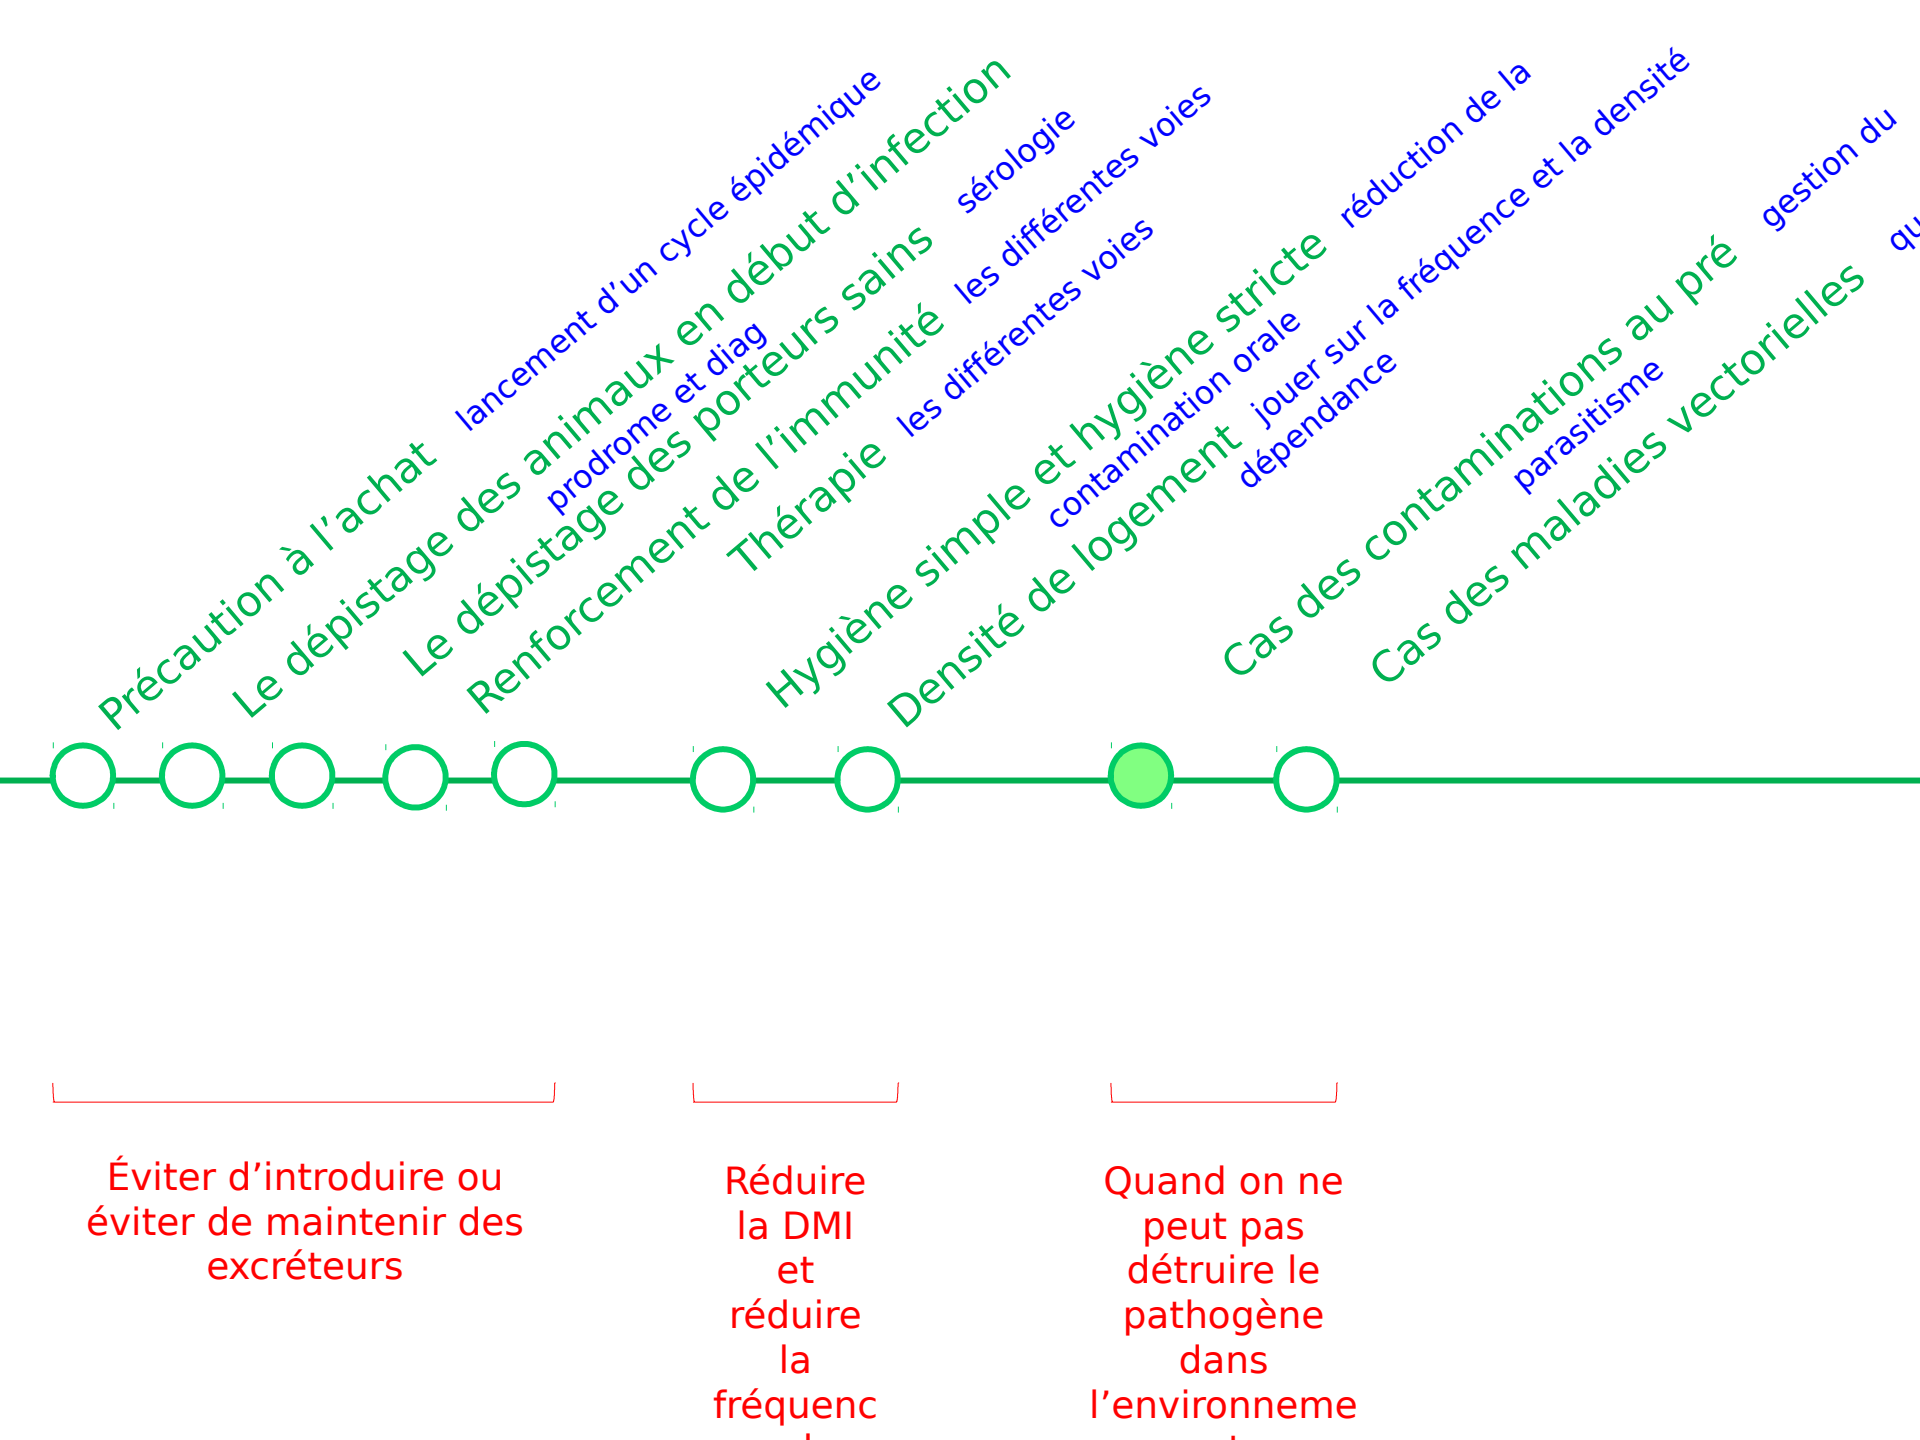 Précaution à l’achat lancement d’un cycle épidémique
Le dépistage des animaux en début d’infection
prodrome et diag
Le dépistage des porteurs sains sérologie
Renforcement de l’immunité les différentes voies
Thérapie les différentes voies
Hygiène simple et hygiène stricte réduction de la
contamination orale
Densité de logement jouer sur la fréquence et la densité
dépendance
Cas des contaminations au pré gestion du
parasitisme
Cas des maladies vectorielles
Éviter d’introduire ou
éviter de maintenir des
excréteurs
Réduire
la DMI
et
réduire
la
fréquenc
Quand on ne
peut pas
détruire le
pathogène
dans
l’environneme